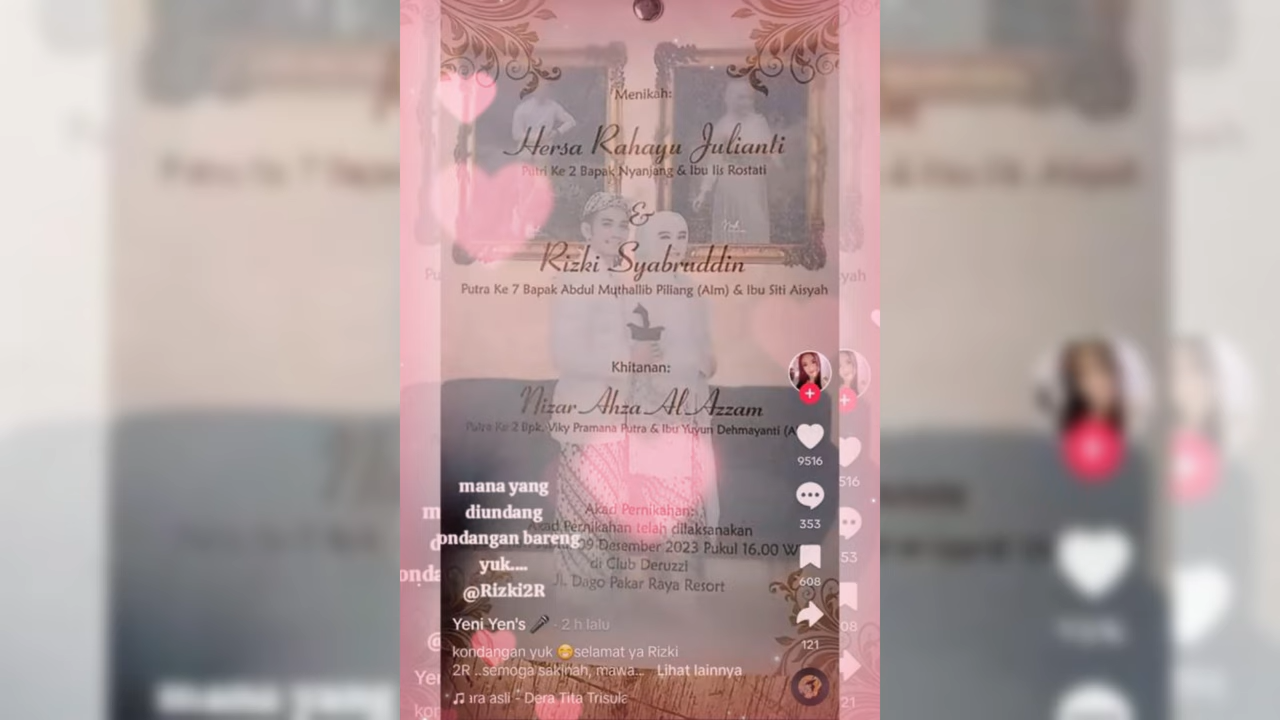 Menikah:
Hersa Rahayu Julianti
Putri Ke 2 Bapak Nyanjang & Ibu Iis Rostati
&
Rizki Syabruddin
Putra Ke 7 Bapak Abdul Muthallib Piliang (Alm) & Ibu Siti Aisyah
Khitanan:
Nizar Ahza Al Azzam
Putra Ke 2 Bpk. Viky Pramana Putra & Ibu Yuyun Dehmayanti (A
Akad Pernikahan:
Akad Pernikahan telah dilaksanakan
09 Desember 2023 Pukul 16.00 W
di Club Deruzzi
Jl. Dago Pakar Raya Resort
mana yang
diundang
ondangan bareng
yuk....
@Rizki2R
Yeni Yen's 🎤 · 2 h lalu
kondangan yuk 😁selamat ya Rizki
2R ..semoga sakinah, mawa... Lihat lainnya
♫ ara asli - Dera Tita Trisula
9516
353
608
121